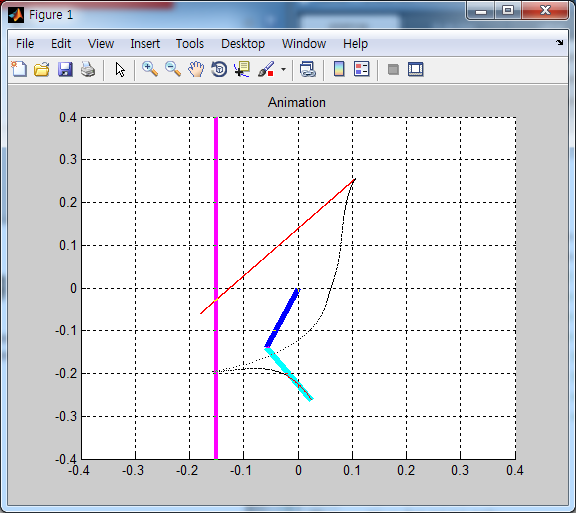 Figure 1
File Edit View Insert Tools Desktop Window Help
Animation
0.4
0.3
0.2
0.1
0
-0.1
-0.2
-0.3
-0.4
-0.4 -0.3 -0.2 -0.1 0 0.1 0.2 0.3 0.4